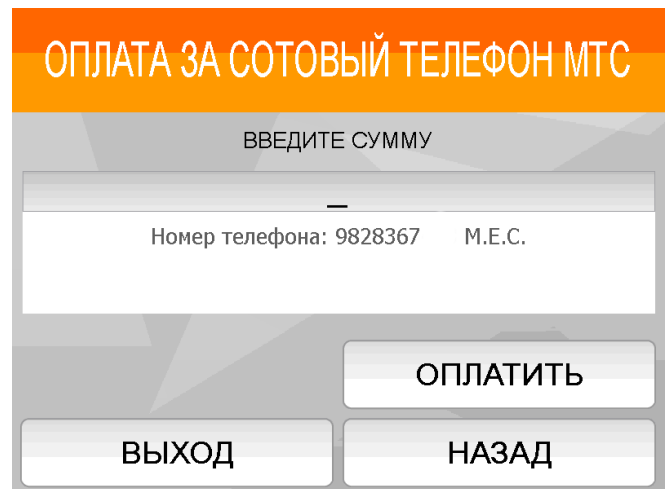 ОПЛАТА ЗА СОТОВЫЙ ТЕЛЕФОН МТС
ВВЕДИТЕ СУММУ
_
Номер телефона: 9828367 М.Е.С.
ОПЛАТИТЬ
ВЫХОД НАЗАД